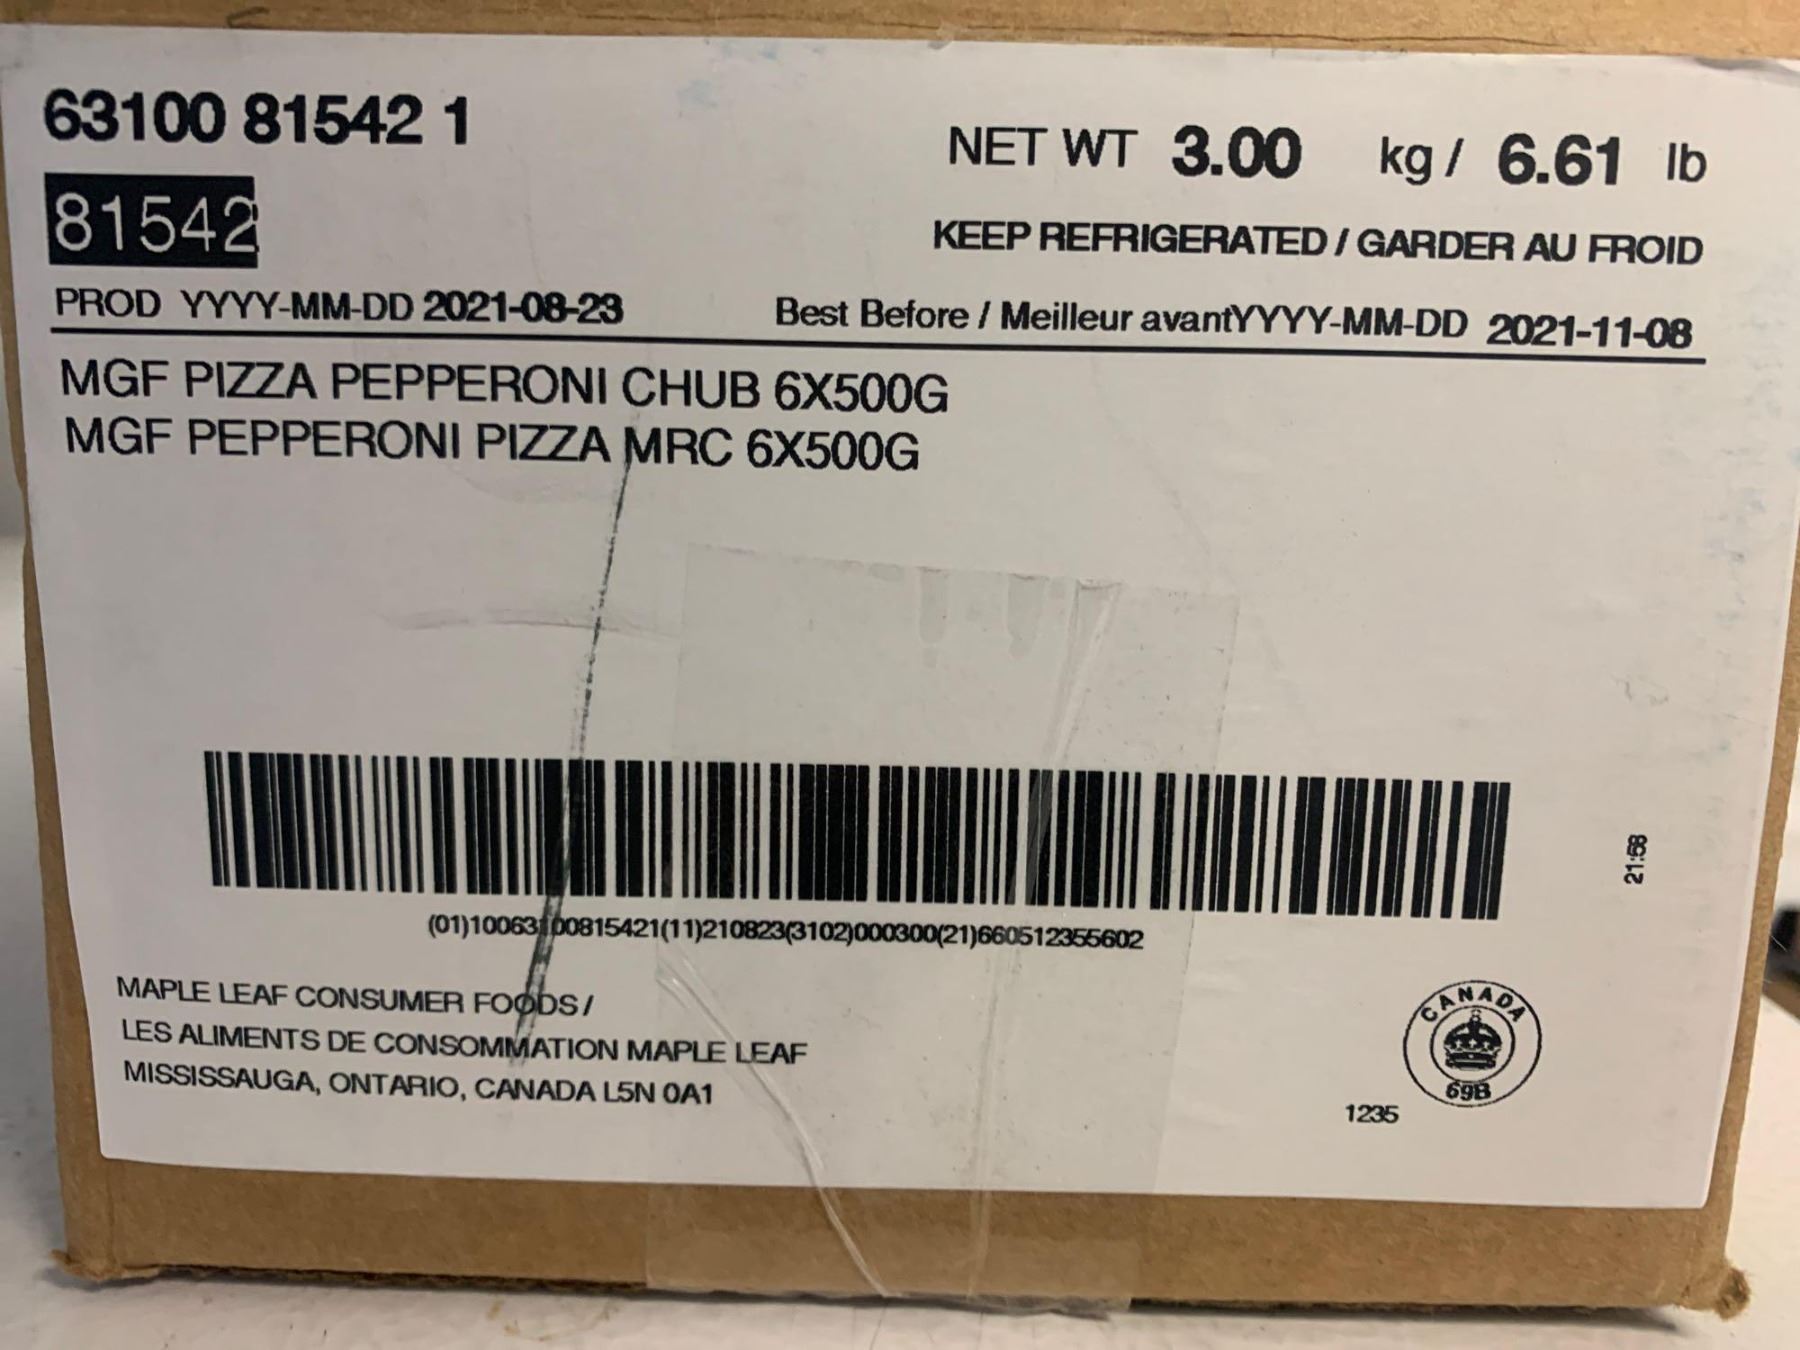 63100 81542 1
NET WT 3.00 kg / 6.61 lb
81542
KEEP REFRIGERATED / GARDER AU FROID
PROD YYYY-MM-DD 2021-08-23
Best Before / Meilleur avantYYYY-MM-DD 2021-11-08
MGF PIZZA PEPPERONI CHUB 6X500G
MGF PEPPERONI PIZZA MRC 6X500G
21:58
(01)10063100815421(11)210823(3102)000300(21)660512355602
MAPLE LEAF CONSUMER FOODS /
LES ALIMENTS DE CONSOMMATION MAPLE LEAF
MISSISSAUGA, ONTARIO, CANADA L5N 0A1
CANADA
69B
1235